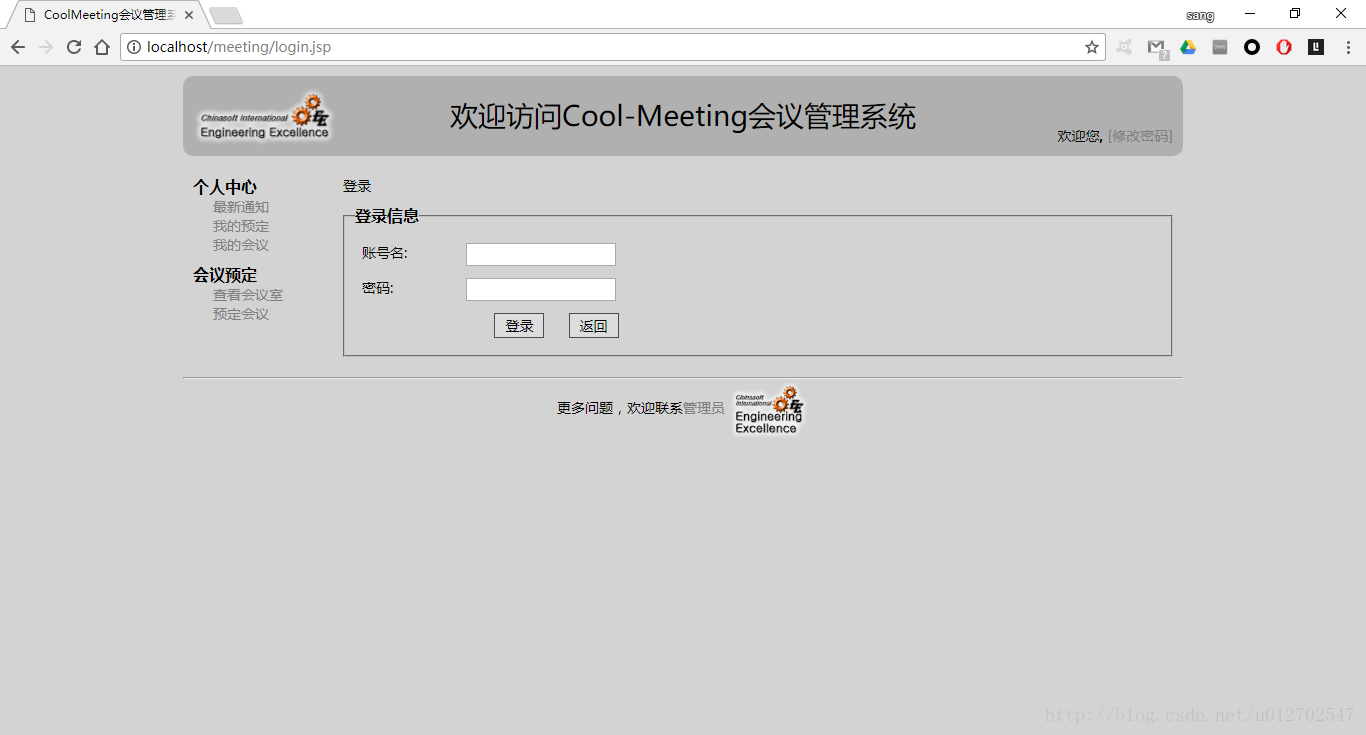 CoolMeeting会议管理系
sang
localhost/meeting/login.jsp
Chinasoft International
Engineering Excellence
欢迎访问Cool-Meeting会议管理系统
欢迎您, [修改密码]
个人中心
最新通知
我的预定
我的会议
会议预定
查看会议室
预定会议
登录
登录信息
账号名:
密码:
登录 返回
更多问题，欢迎联系管理员
Chinasoft
International
Engineering
Excellence
http://blog.csdn.net/u012702547